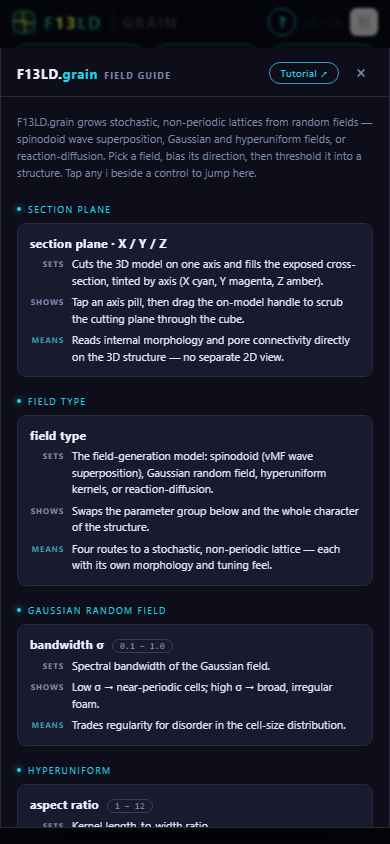 F13LD GRAIN ?
F13LD.grain FIELD GUIDE Tutorial ↗ ✕
F13LD.grain grows stochastic, non-periodic lattices from random fields —
spinodoid wave superposition, Gaussian and hyperuniform fields, or
reaction-diffusion. Pick a field, bias its direction, then threshold it into a
structure. Tap any i beside a control to jump here.
SECTION PLANE
section plane · X / Y / Z
SETS Cuts the 3D model on one axis and fills the exposed cross-
section, tinted by axis (X cyan, Y magenta, Z amber).
SHOWS Tap an axis pill, then drag the on-model handle to scrub
the cutting plane through the cube.
MEANS Reads internal morphology and pore connectivity directly
on the 3D structure — no separate 2D view.
FIELD TYPE
field type
SETS The field-generation model: spinodoid (vMF wave
superposition), Gaussian random field, hyperuniform
kernels, or reaction-diffusion.
SHOWS Swaps the parameter group below and the whole character
of the structure.
MEANS Four routes to a stochastic, non-periodic lattice — each
with its own morphology and tuning feel.
GAUSSIAN RANDOM FIELD
bandwidth σ 0.1 – 1.0
SETS Spectral bandwidth of the Gaussian field.
SHOWS Low σ → near-periodic cells; high σ → broad, irregular
foam.
MEANS Trades regularity for disorder in the cell-size distribution.
HYPERUNIFORM
aspect ratio 1 – 12
SETS Kernel length-to-width ratio.